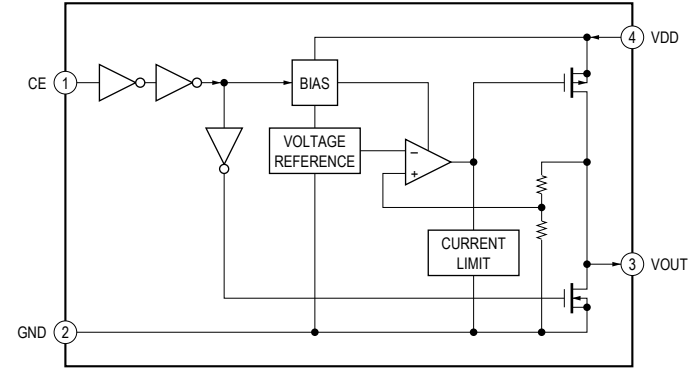 4 VDD
CE 1
BIAS
VOLTAGE
REFERENCE
−
+
CURRENT
LIMIT
3 VOUT
GND 2